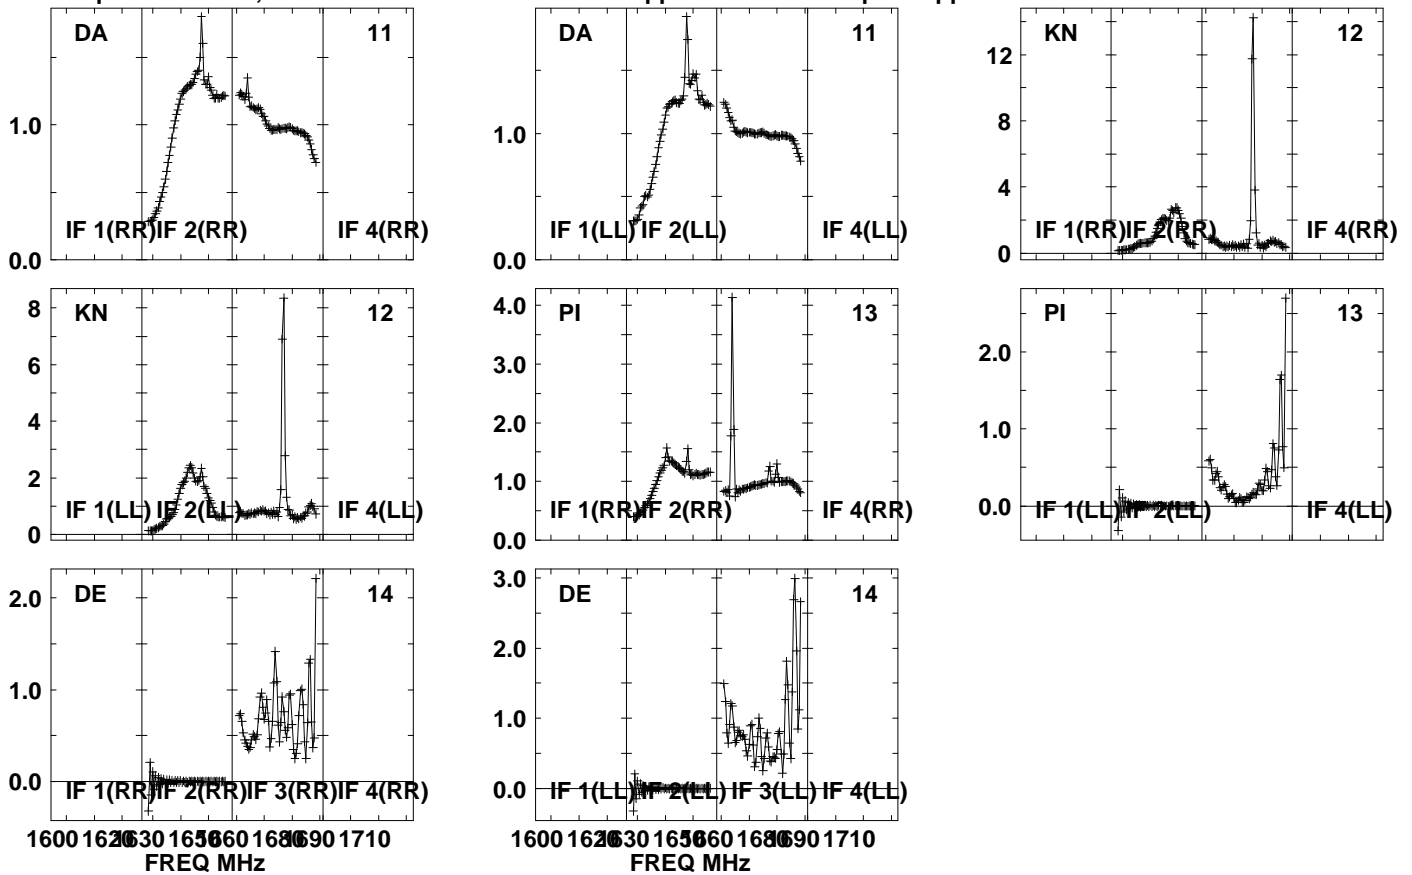 DA 11
1.0
0.0
IF 1(RR) IF 2(RR) IF 4(RR)
DA 11
1.0
0.0
IF 1(LL) IF 2(LL) IF 4(LL)
KN 12
12
8
4
0
IF 1(RR) IF 2(RR) IF 4(RR)
KN 12
8
6
4
2
0
IF 1(LL) IF 2(LL) IF 4(LL)
PI 13
4.0
3.0
2.0
1.0
0.0
IF 1(RR) IF 2(RR) IF 4(RR)
PI 13
2.0
1.0
0.0
IF 1(LL) IF 2(LL) IF 4(LL)
DE 14
2.0
1.0
0.0
IF 1(RR) IF 2(RR) IF 3(RR) IF 4(RR)
1600 1620 1630 1650 1660 1680 1690 1710
FREQ MHz
DE 14
3.0
2.0
1.0
0.0
IF 1(LL) IF 2(LL) IF 3(LL) IF 4(LL)
1600 1620 1630 1650 1660 1680 1690 1710
FREQ MHz